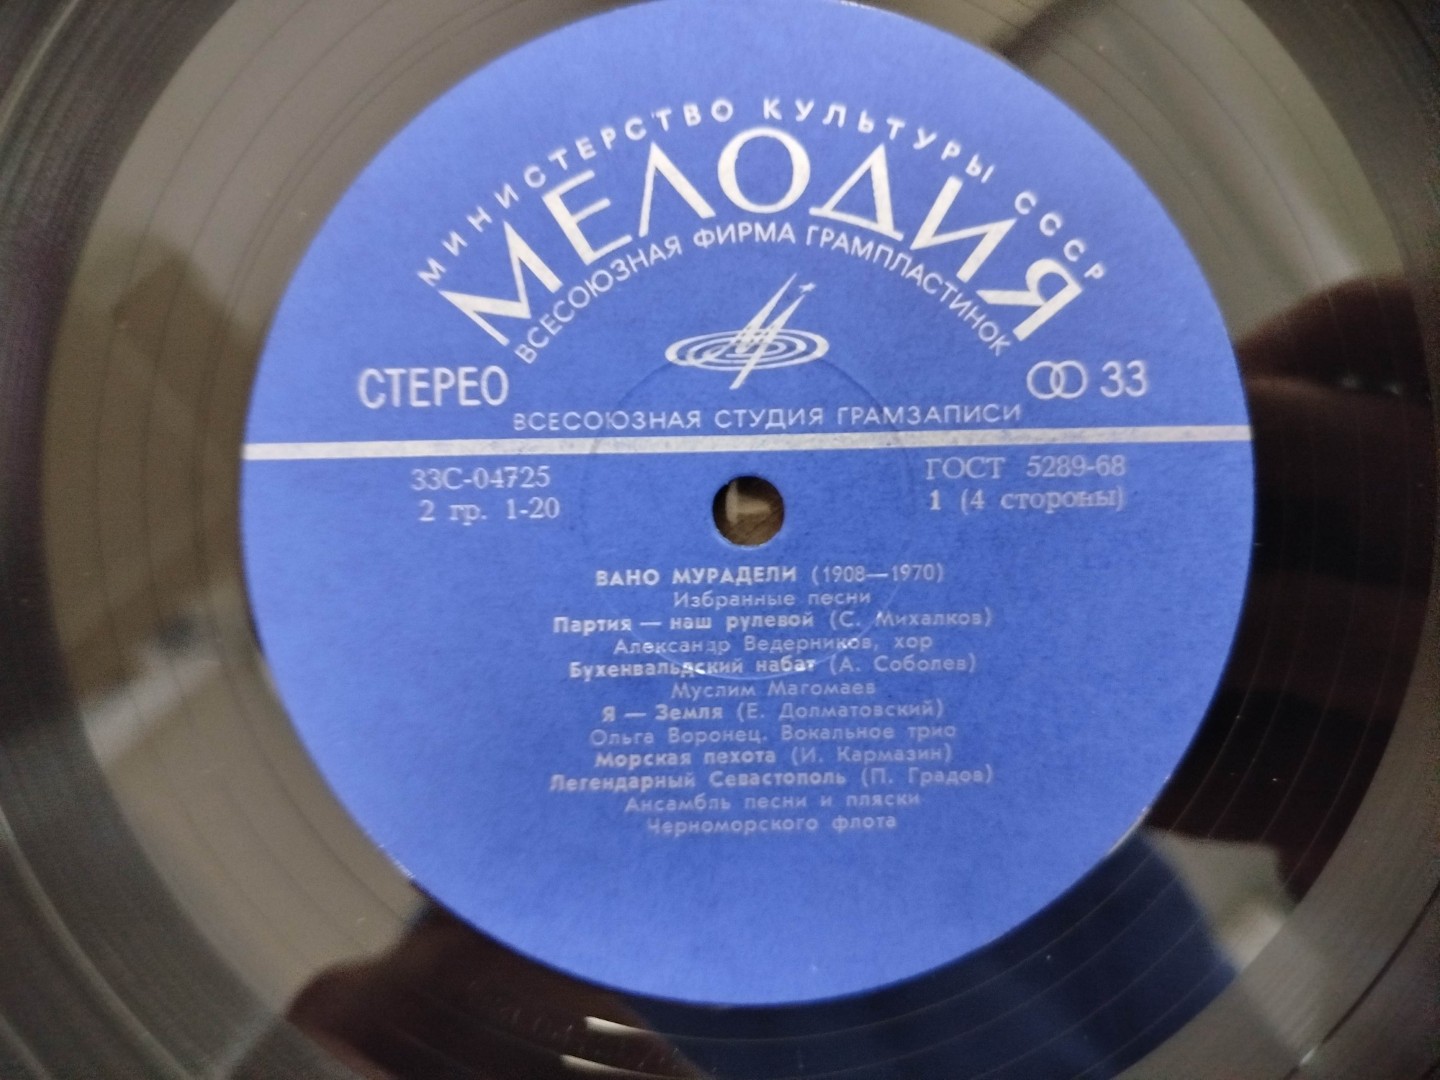 МИНИСТЕРСТВО КУЛЬТУРЫ СССР
МЕЛОДИЯ
ВСЕСОЮЗНАЯ ФИРМА ГРАМПЛАСТИНОК
СТЕРЕО
33
ВСЕСОЮЗНАЯ СТУДИЯ ГРАМЗАПИСИ
33С-04725
ГОСТ 5289-68
2 гр. 1-20
1 (4 стороны)
ВАНО МУРАДЕЛИ (1908—1970)
Избранные песни
Партия — наш рулевой (С. Михалков)
Александр Ведерников, хор
Бухенвальдский набат (А. Соболев)
Муслим Магомаев
Я — Земля (Е. Долматовский)
Ольга Воронец. Вокальное трио
Морская пехота (И. Кармазин)
Легендарный Севастополь (П. Градов)
Ансамбль песни и пляски
Черноморского флота